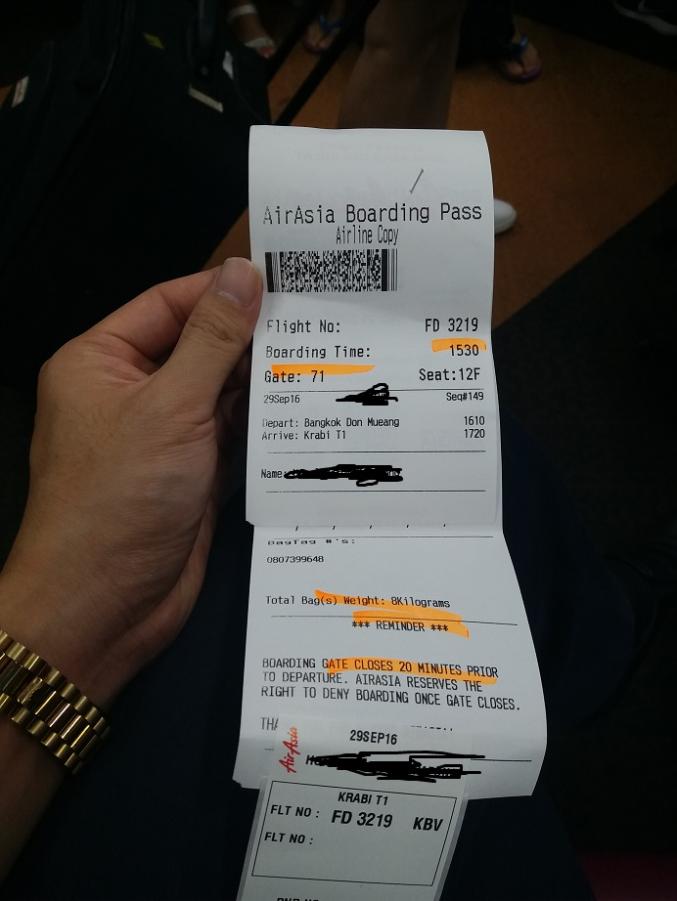 AirAsia Boarding Pass
Airline Copy
Flight No: FD 3219
Boarding Time: 1530
Gate: 71 Seat:12F
29Sep16 Seq#149
Depart: Bangkok Don Mueang 1610
Arrive: Krabi T1 1720
Name:
BagTag #'s:
0807399648
Total Bag(s) Weight: 8Kilograms
*** REMINDER ***
BOARDING GATE CLOSES 20 MINUTES PRIOR
TO DEPARTURE. AIRASIA RESERVES THE
RIGHT TO DENY BOARDING ONCE GATE CLOSES.
THA
29SEP16
AirAsia
KRABI T1
FLT NO : FD 3219 KBV
FLT NO :